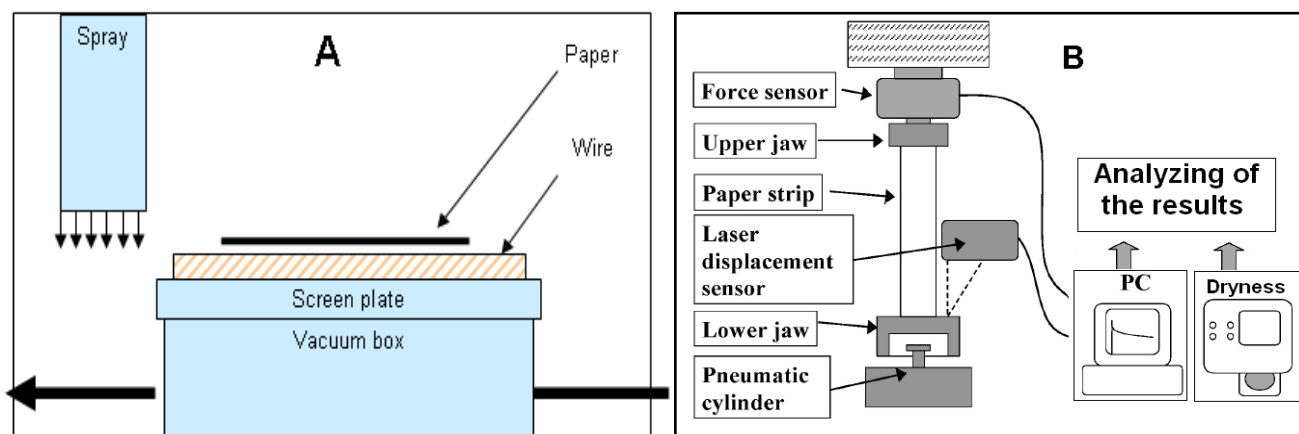 Spray
A
Paper
Wire
Screen plate
Vacuum box
B
Force sensor
Upper jaw
Paper strip
Laser
displacement
sensor
Lower jaw
Pneumatic
cylinder
Analyzing of
the results
PC
Dryness